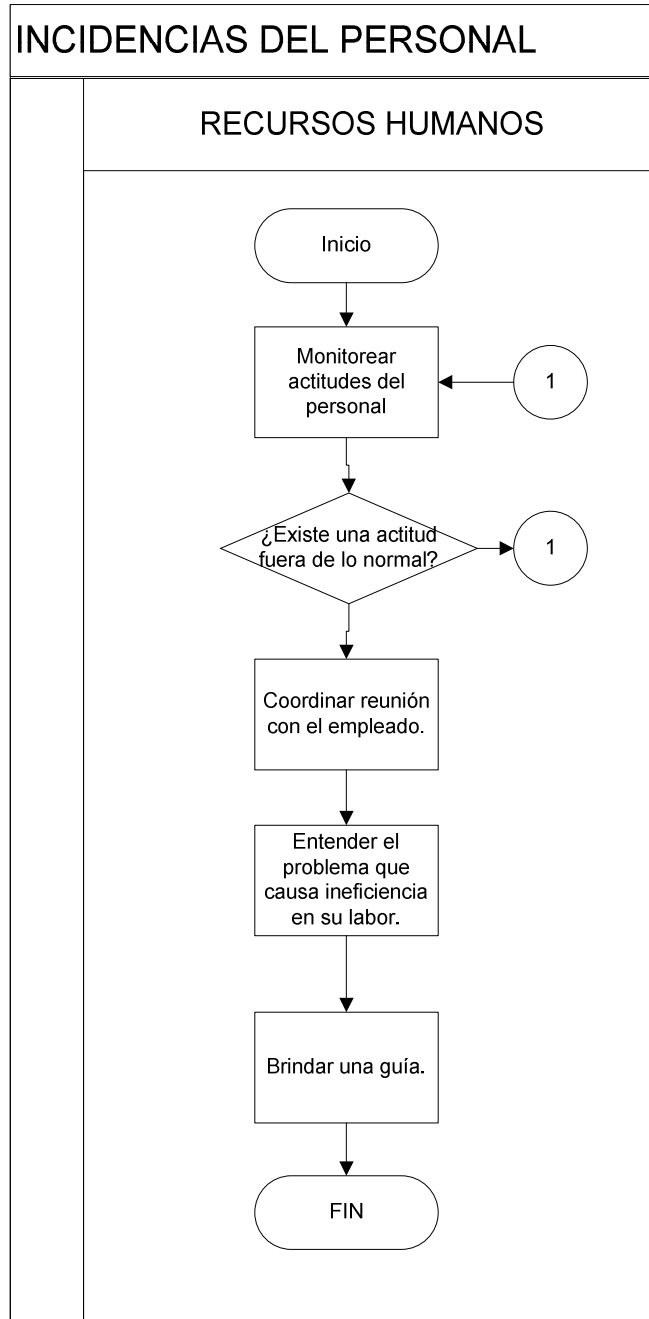 INCIDENCIAS DEL PERSONAL
RECURSOS HUMANOS
Inicio
Monitorear
actitudes del
personal
1
¿Existe una actitud
fuera de lo normal?
1
Coordinar reunión
con el empleado.
Entender el
problema que
causa ineficiencia
en su labor.
Brindar una guía.
FIN